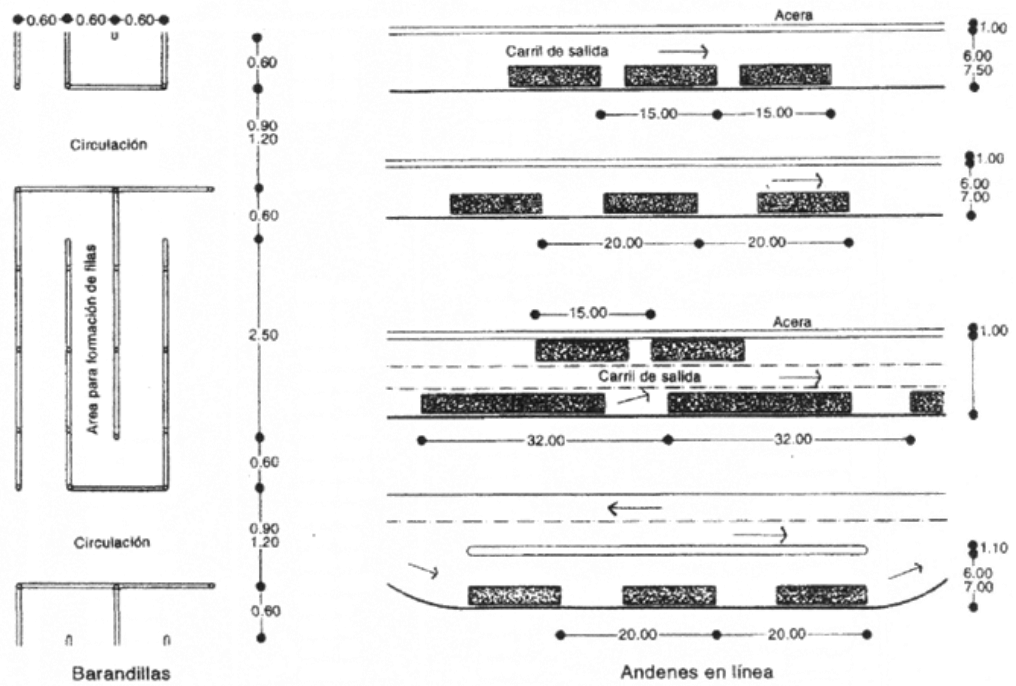 0.60 0.60 0.60
0.60
0.90
1.20
Circulación
0.60
Area para formación de filas
2.50
0.60
0.90
1.20
Circulación
0.60
Barandillas
Acera
1.00
Carril de salida
6.00
7.50
15.00 15.00
1.00
6.00
7.00
20.00 20.00
15.00
Acera
1.00
Carril de salida
32.00 32.00
1.10
6.00
7.00
20.00 20.00
Andenes en línea